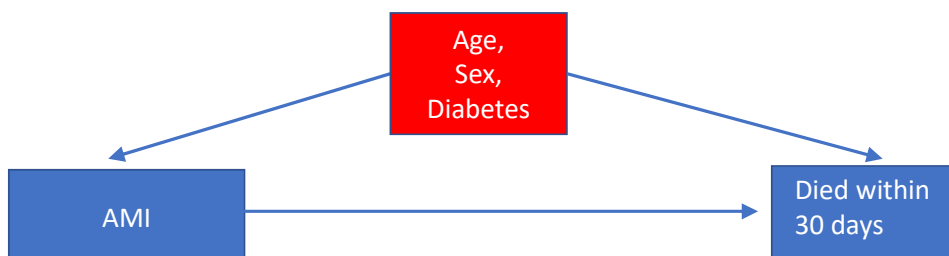 Age,
Sex,
Diabetes
AMI
Died within
30 days